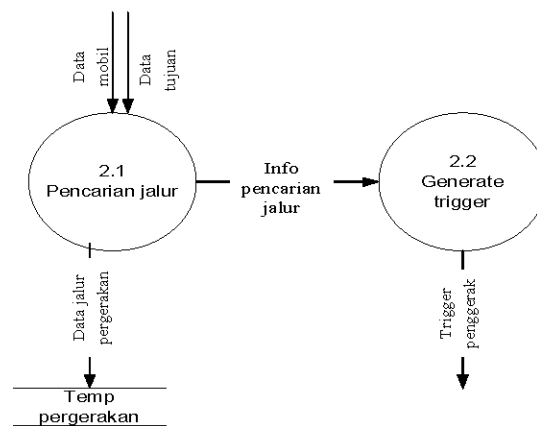 Data
mobil
Data
tujuan
2.1
Pencarian jalur
Info
pencarian
jalur
2.2
Generate
trigger
Data jalur
pergerakan
Trigger
penggerak
Temp
pergerakan